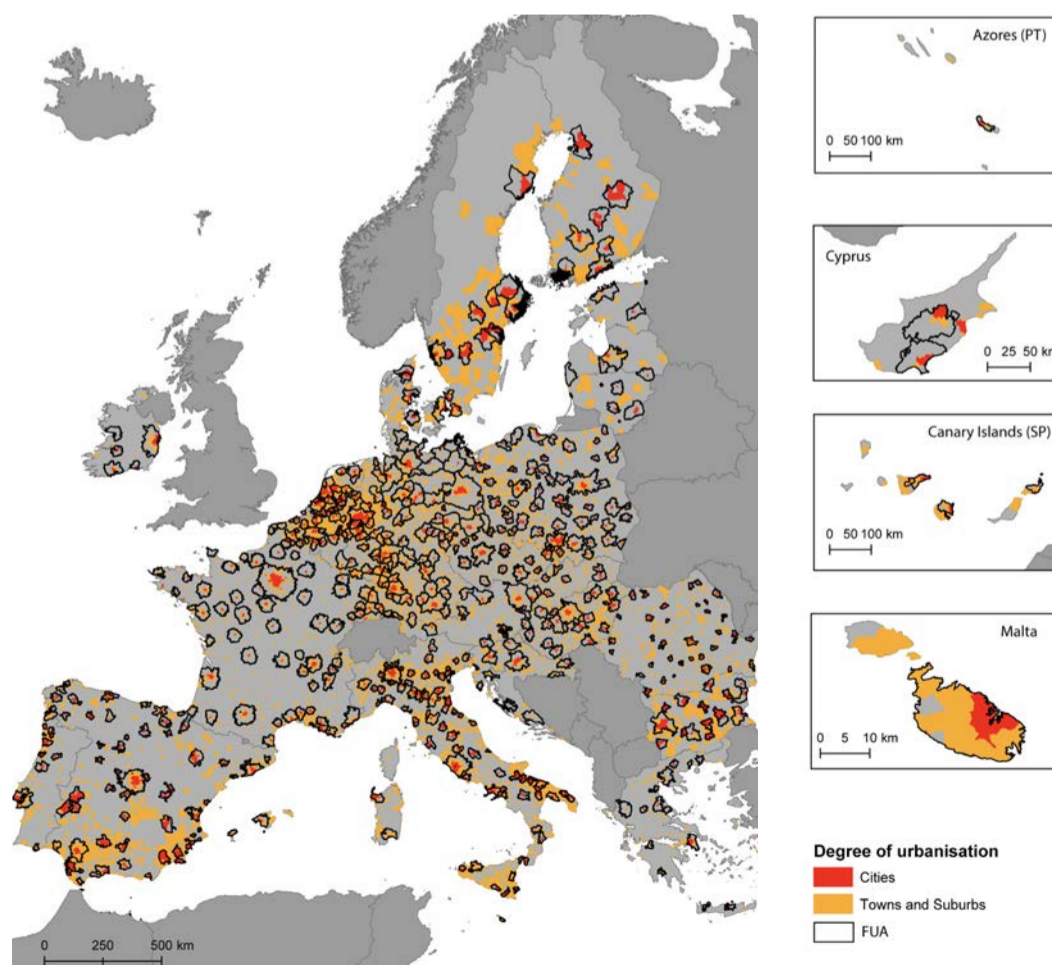 Azores (PT)
0 50 100 km
Cyprus
0 25 50 km
Canary Islands (SP)
0 50 100 km
Malta
0 5 10 km
Degree of urbanisation
Cities
Towns and Suburbs
FUA
0 250 500 km